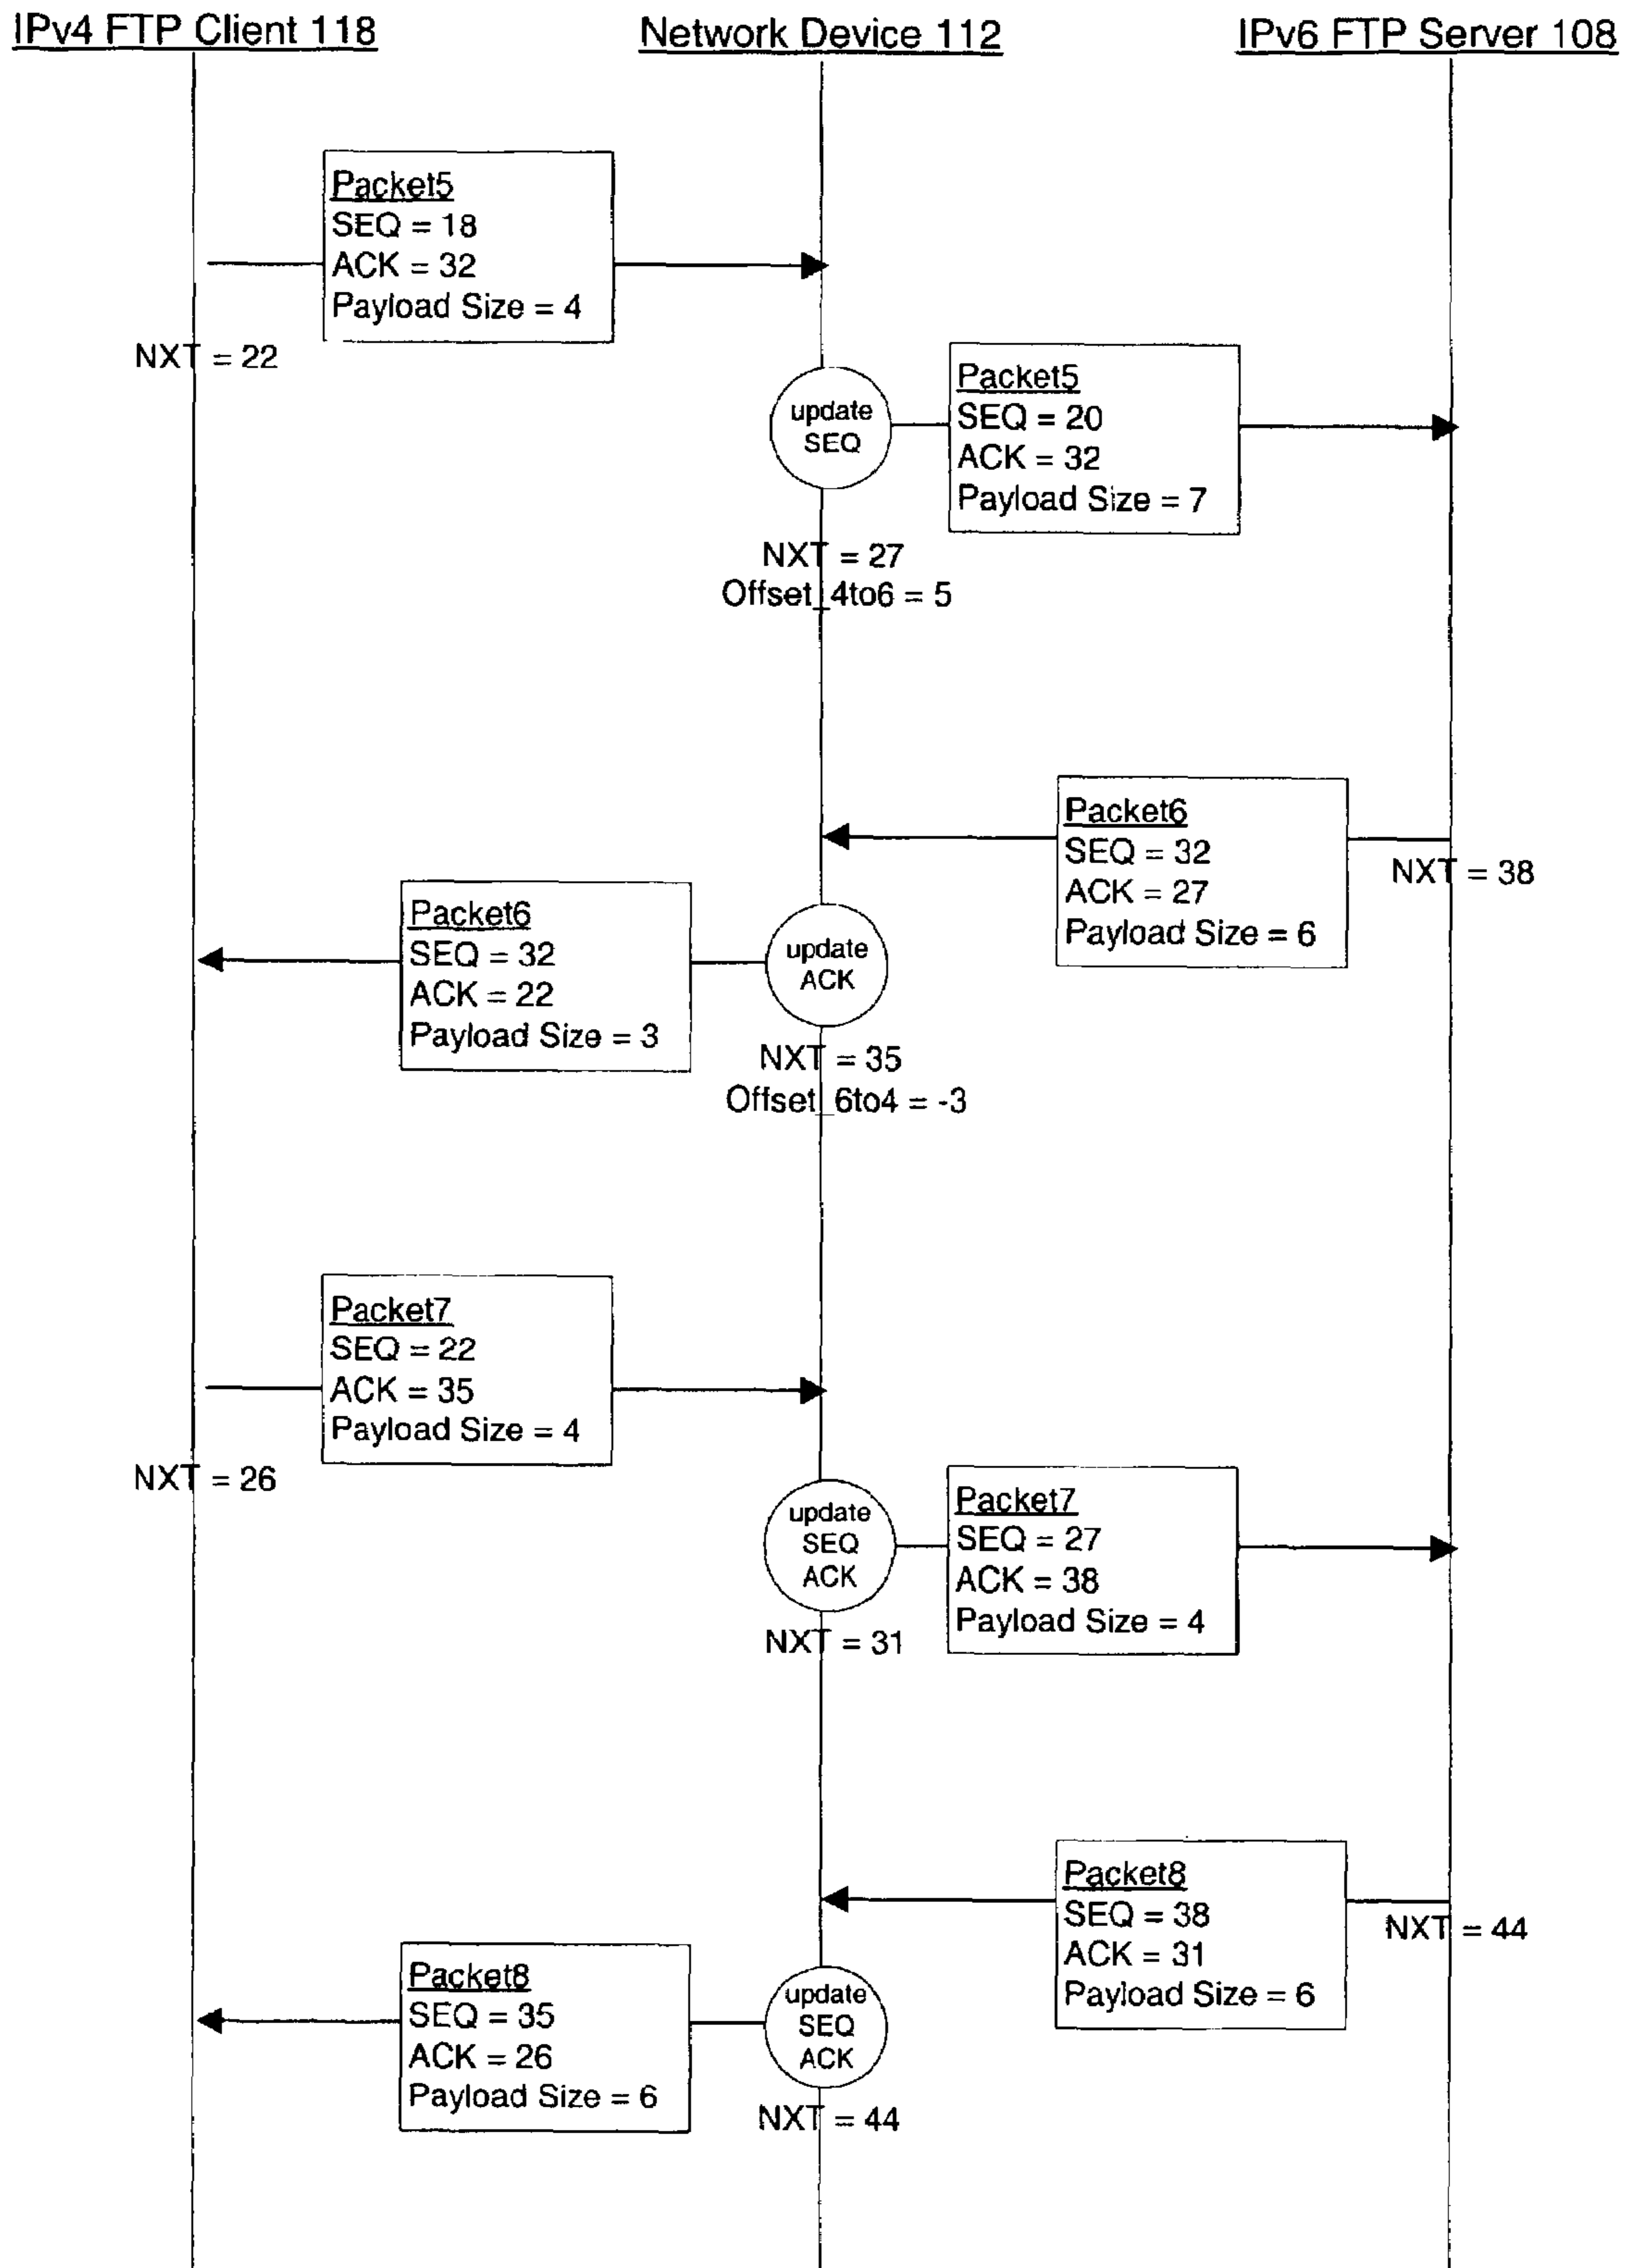 IPv4 FTP Client 118
Network Device 112
IPv6 FTP Server 108
Packet5
SEQ = 18
ACK = 32
Payload Size = 4
NXT = 22
update
SEQ
Packet5
SEQ = 20
ACK = 32
Payload Size = 7
NXT = 27
Offset_4to6 = 5
Packet6
SEQ = 32
ACK = 27
Payload Size = 6
NXT = 38
Packet6
SEQ = 32
ACK = 22
Payload Size = 3
update
ACK
NXT = 35
Offset_6to4 = -3
Packet7
SEQ = 22
ACK = 35
Payload Size = 4
NXT = 26
update
SEQ
ACK
Packet7
SEQ = 27
ACK = 38
Payload Size = 4
NXT = 31
Packet8
SEQ = 38
ACK = 31
Payload Size = 6
NXT = 44
Packet8
SEQ = 35
ACK = 26
Payload Size = 6
update
SEQ
ACK
NXT = 44